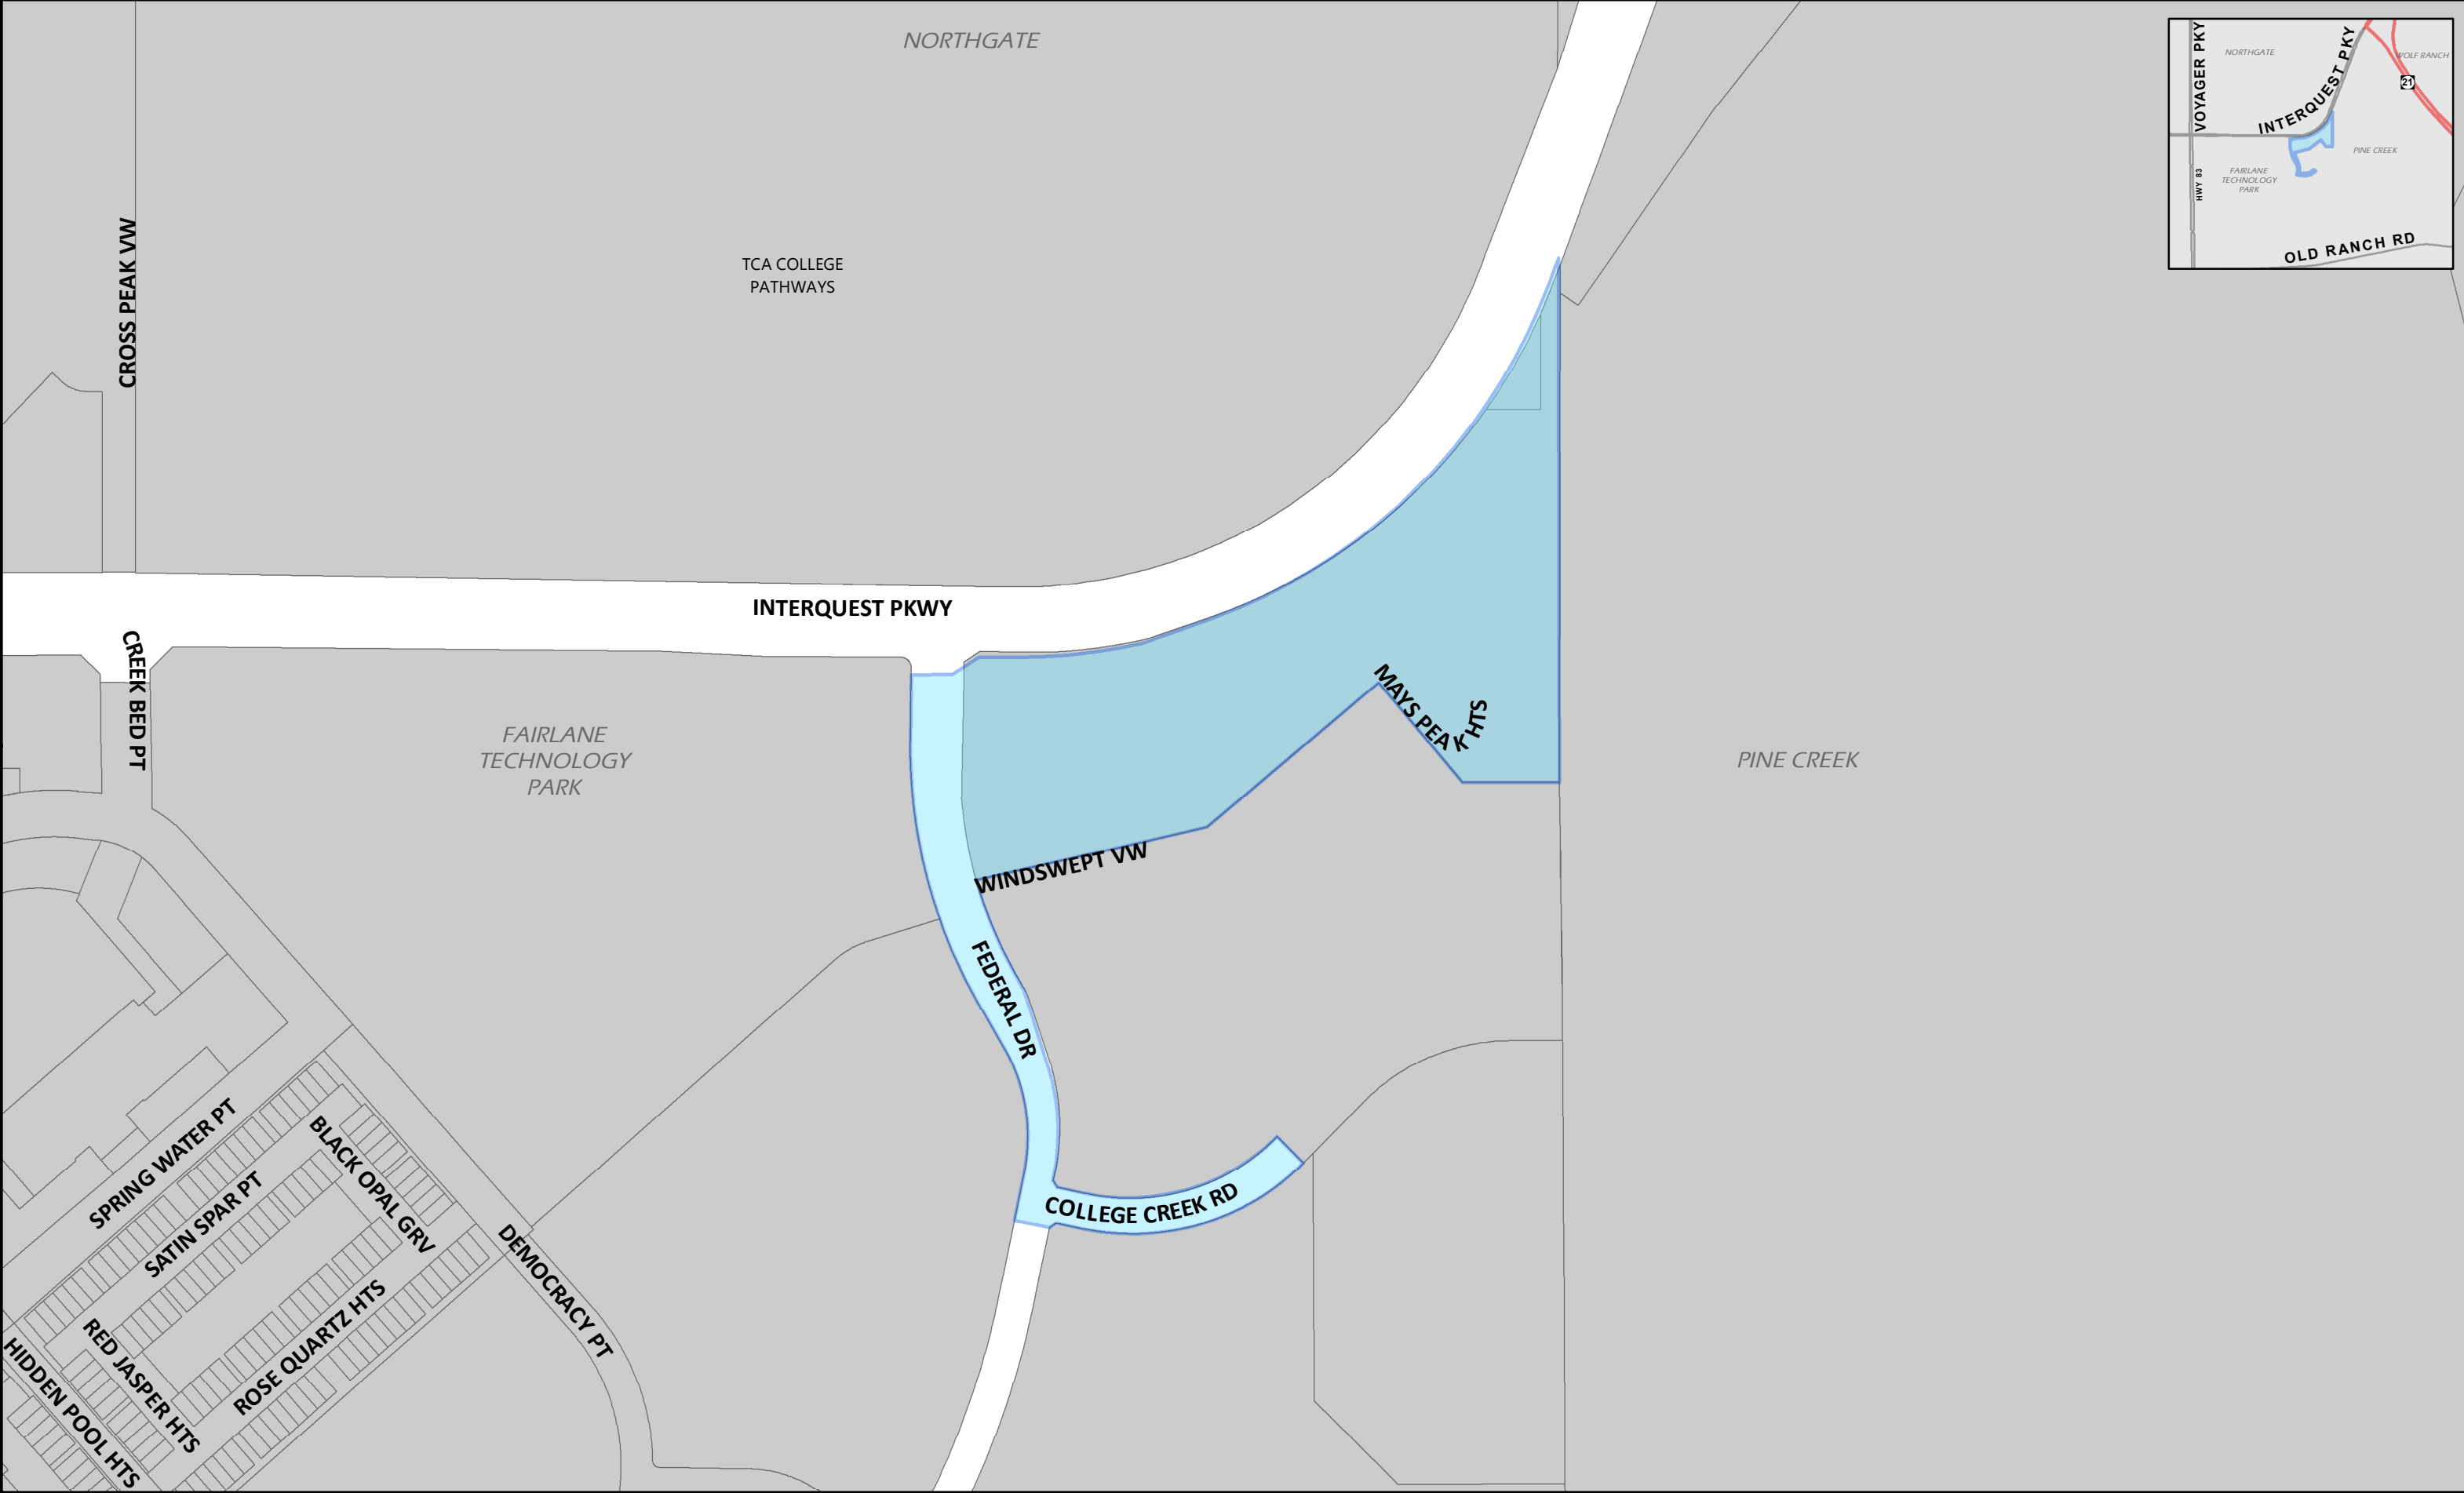 NORTHGATE
TCA COLLEGE
PATHWAYS
CROSS PEAK VW
INTERQUEST PKWY
CREEK BED PT
FAIRLANE
TECHNOLOGY
PARK
MAYS PEAK HTS
PINE CREEK
WINDSWEPT VW
FEDERAL DR
COLLEGE CREEK RD
SPRING WATER PT
SATIN SPAR PT
BLACK OPAL GRV
DEMOCRACY PT
RED JASPER HTS
ROSE QUARTZ HTS
HIDDEN POOL HTS
VOYAGER PKY
NORTHGATE
INTERQUEST PKY
WOLF RANCH
21
PINE CREEK
HWY 83
FAIRLANE
TECHNOLOGY
PARK
OLD RANCH RD